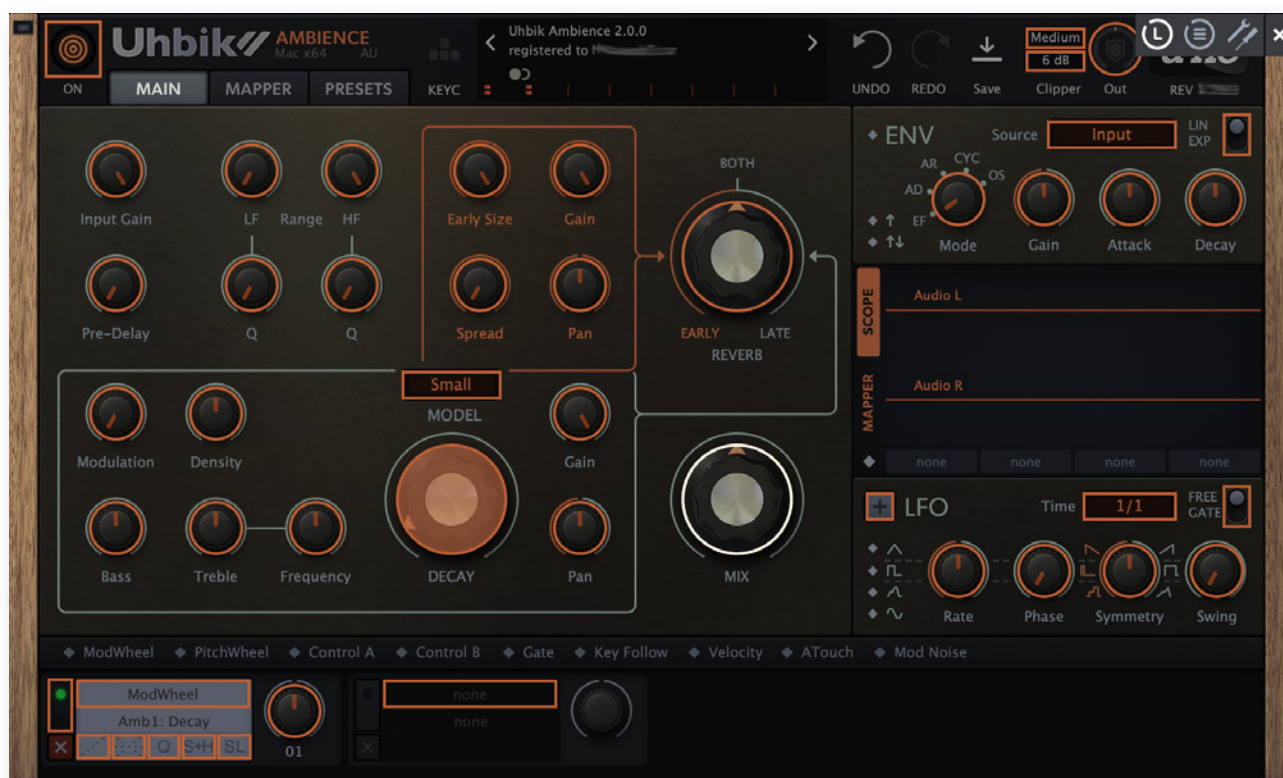 Uhbik AMBIENCE
Mac x64 AU
Uhbik Ambience 2.0.0
registered to
ON
MAIN
MAPPER
PRESETS
KEYC
UNDO
REDO
Save
Medium
6 dB
Clipper
Out
REV
L
Input Gain
LF
Range
HF
Early Size
Gain
BOTH
Pre-Delay
Q
Q
Spread
Pan
EARLY
LATE
REVERB
Small
MODEL
Modulation
Density
Gain
Bass
Treble
Frequency
DECAY
Pan
MIX
ENV
Source
Input
LIN
EXP
AR
CYC
OS
AD
EF
Mode
Gain
Attack
Decay
SCOPE
MAPPER
Audio L
Audio R
none
none
none
none
LFO
Time
1/1
FREE
GATE
Rate
Phase
Symmetry
Swing
ModWheel
PitchWheel
Control A
Control B
Gate
Key Follow
Velocity
ATouch
Mod Noise
ModWheel
Amb1: Decay
Q
S+H
SL
01
none
none